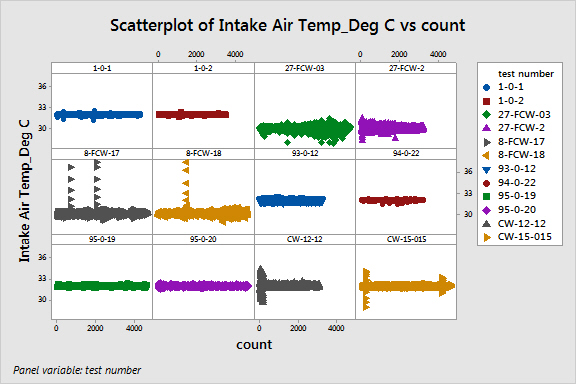 Scatterplot of Intake Air Temp_Deg C vs count
0 2000 4000 0 2000 4000
1-0-1 1-0-2 27-FCW-03 27-FCW-2
36
33
30
8-FCW-17 8-FCW-18 93-0-12 94-0-22
36
33
30
95-0-19 95-0-20 CW-12-12 CW-15-015
36
33
30
0 2000 4000 0 2000 4000
Intake Air Temp_Deg C
count
test number
1-0-1
1-0-2
27-FCW-03
27-FCW-2
8-FCW-17
8-FCW-18
93-0-12
94-0-22
95-0-19
95-0-20
CW-12-12
CW-15-015
Panel variable: test number